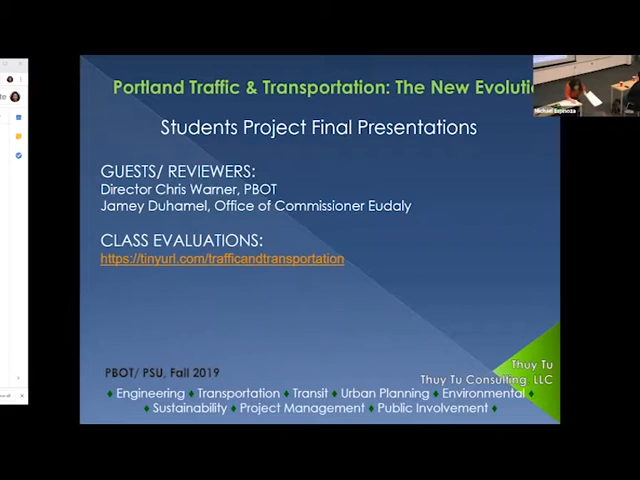 Portland Traffic & Transportation: The New Evolutio
Students Project Final Presentations
Michael Espinoza
GUESTS/ REVIEWERS:
Director Chris Warner, PBOT
Jamey Duhamel, Office of Commissioner Eudaly
CLASS EVALUATIONS:
https://tinyurl.com/trafficandtransportation
PBOT/ PSU, Fall 2019
Thuy Tu
Thuy Tu Consulting, LLC
♦ Engineering ♦ Transportation ♦ Transit ♦ Urban Planning ♦ Environmental ♦
♦ Sustainability ♦ Project Management ♦ Public Involvement ♦